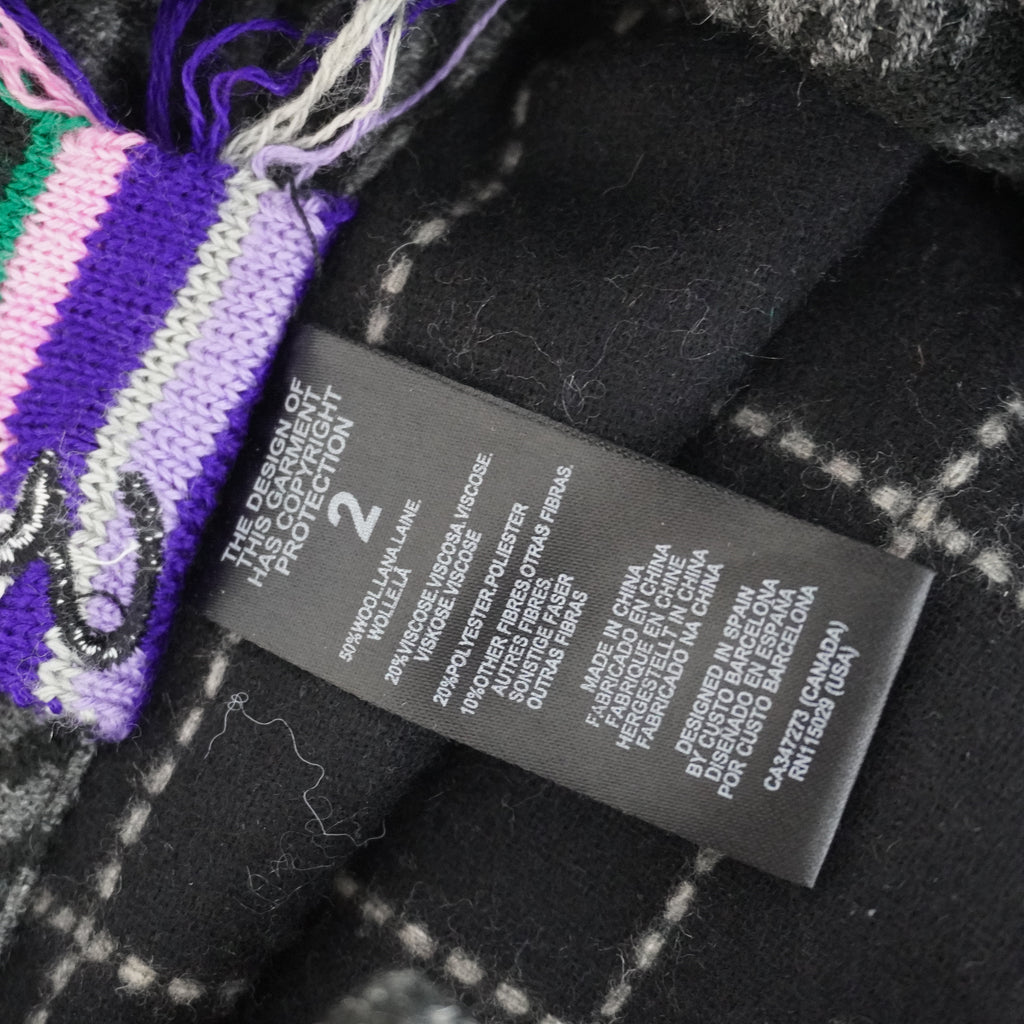 THE DESIGN OF
THIS GARMENT
HAS COPYRIGHT
PROTECTION
2
50%WOOL.LANA.LAINE.
WOLLE.LÀ
20%VISCOSE.VISCOSA.VISCOSE.
VISKOSE.VISCOSE
20%POLYESTER.POLIESTER
10%OTHER FIBRES.OTRAS FIBRAS.
AUTRES FIBRES.
SONSTIGE FASER
OUTRAS FIBRAS
MADE IN CHINA
FABRICADO EN CHINA
FABRIQUE EN CHINE
HERGESTELLT IN CHINA
FABRICADO NA CHINA
DESIGNED IN SPAIN
BY CUSTO BARCELONA
DISEÑADO EN ESPAÑA
POR CUSTO BARCELONA
CA347273 (CANADA)
RN115029 (USA)